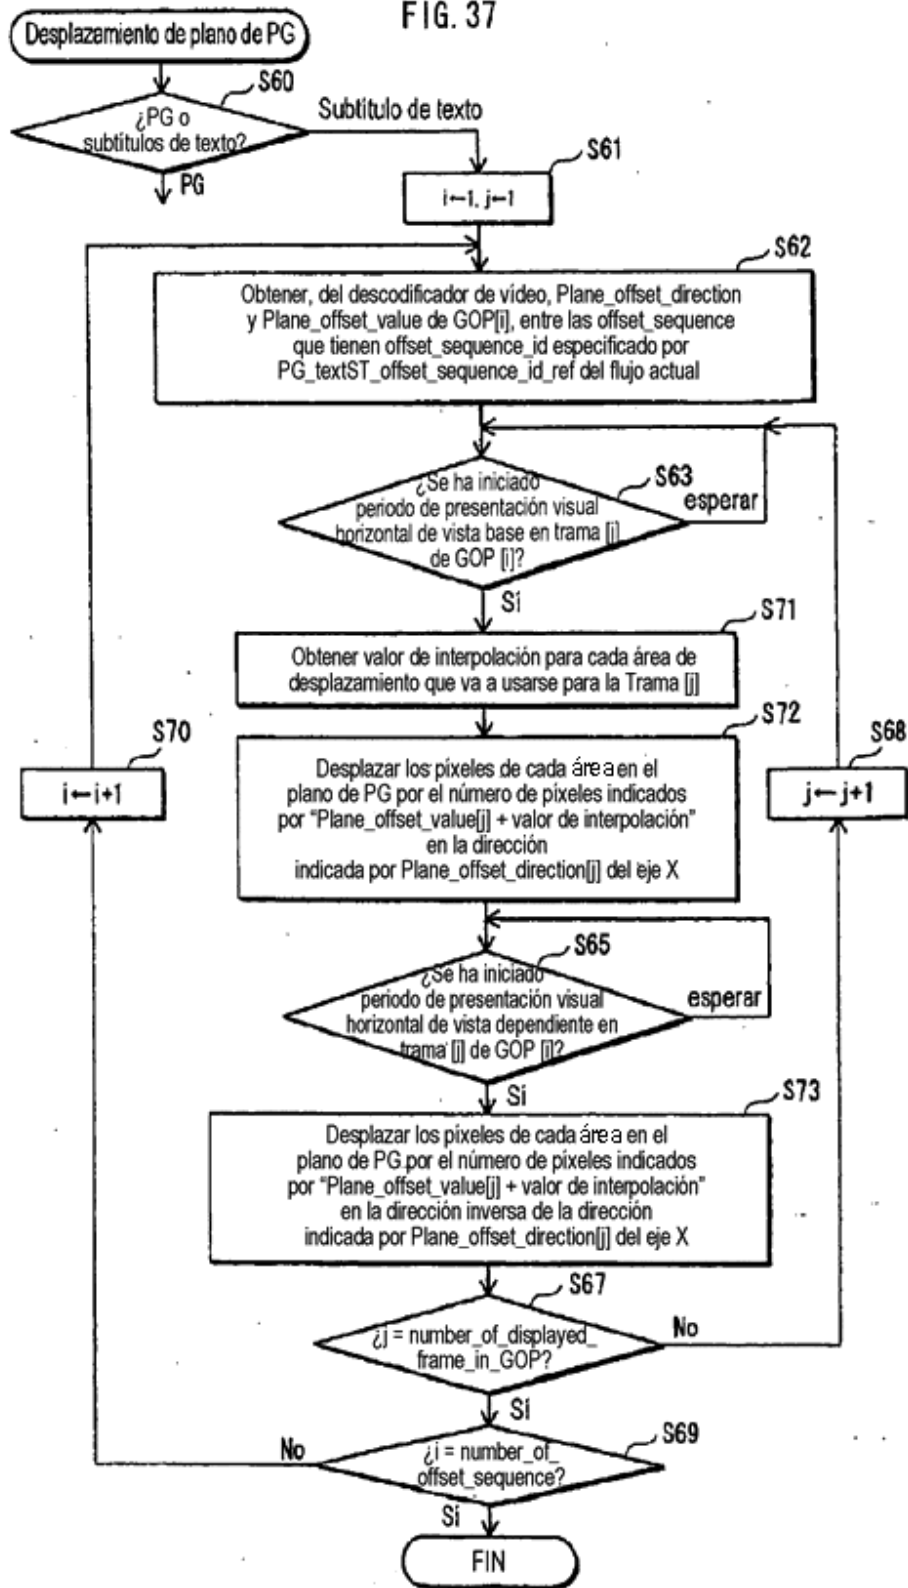 FIG. 37
Desplazamiento de plano de PG
S60
¿PG o
subtítulos de texto?
Subtítulo de texto
PG
S61
i←1, j←1
S62
Obtener, del descodificador de vídeo, Plane_offset_direction
y Plane_offset_value de GOP[i], entre las offset_sequence
que tienen offset_sequence_id especificado por
PG_textST_offset_sequence_id_ref del flujo actual
S63
¿Se ha iniciado
periodo de presentación visual
horizontal de vista base en trama [j]
de GOP [i]?
esperar
Sí
S71
Obtener valor de interpolación para cada área de
desplazamiento que va a usarse para la Trama [j]
S72
Desplazar los píxeles de cada área en el
plano de PG por el número de píxeles indicados
por “Plane_offset_value[j] + valor de interpolación”
en la dirección
indicada por Plane_offset_direction[j] del eje X
S70
i←i+1
S68
j←j+1
S65
¿Se ha iniciado
periodo de presentación visual
horizontal de vista dependiente en
trama [j] de GOP [i]?
esperar
Sí
S73
Desplazar los píxeles de cada área en el
plano de PG por el número de píxeles indicados
por “Plane_offset_value[j] + valor de interpolación”
en la dirección inversa de la dirección
indicada por Plane_offset_direction[j] del eje X
S67
¿j = number_of_displayed_
frame_in_GOP?
No
Sí
S69
¿i = number_of_
offset_sequence?
No
Sí
FIN